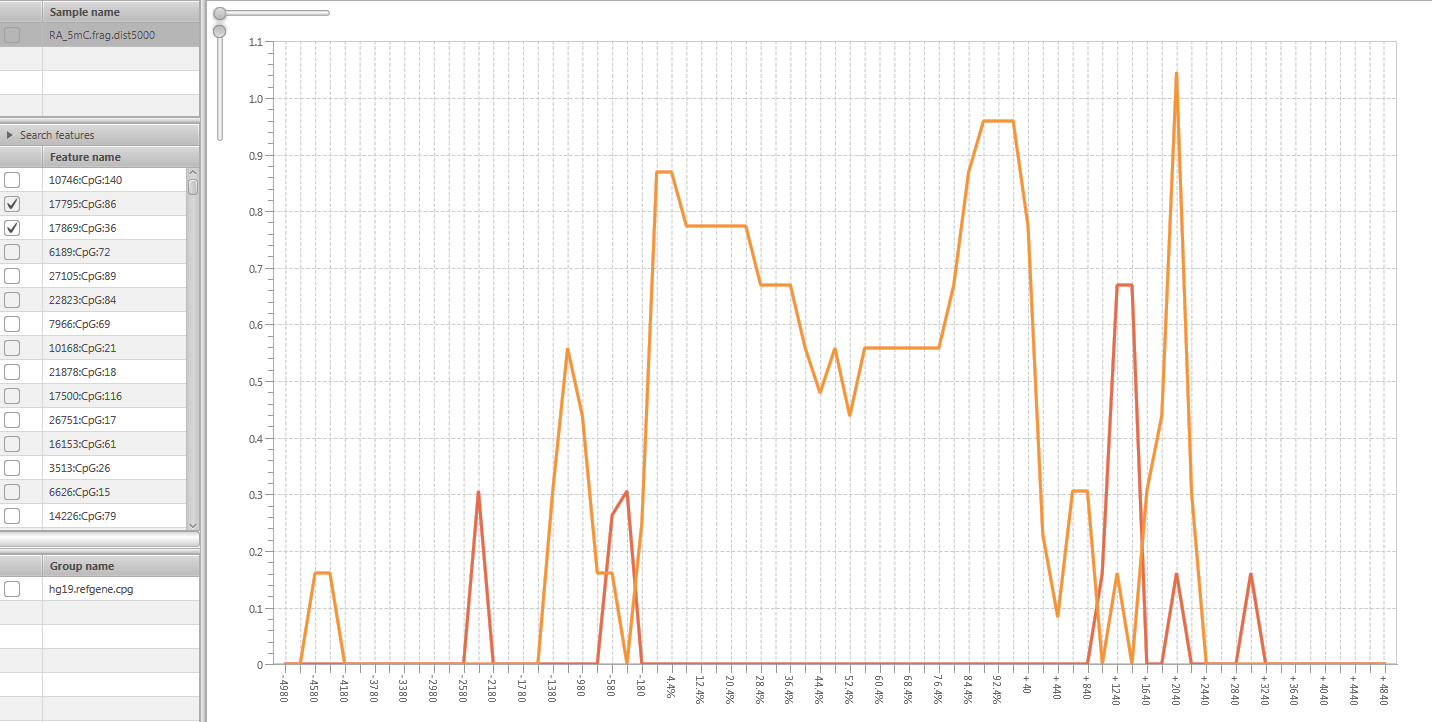 Sample name
RA_5mC.frag.dist5000
Search features
Feature name
10746:CpG:140
17795:CpG:86
17869:CpG:36
6189:CpG:72
27105:CpG:89
22823:CpG:84
7966:CpG:69
10168:CpG:21
21878:CpG:18
17500:CpG:116
26751:CpG:17
16153:CpG:61
3513:CpG:26
6626:CpG:15
14226:CpG:79
Group name
hg19.refgene.cpg
1.1
1.0
0.9
0.8
0.7
0.6
0.5
0.4
0.3
0.2
0.1
0
-4980
-4580
-4180
-3780
-3380
-2980
-2580
-2180
-1780
-1380
-980
-580
-180
4.4%
12.4%
20.4%
28.4%
36.4%
44.4%
52.4%
60.4%
68.4%
76.4%
84.4%
92.4%
+ 40
+ 440
+ 840
+ 1240
+ 1640
+ 2040
+ 2440
+ 2840
+ 3240
+ 3640
+ 4040
+ 4440
+ 4840